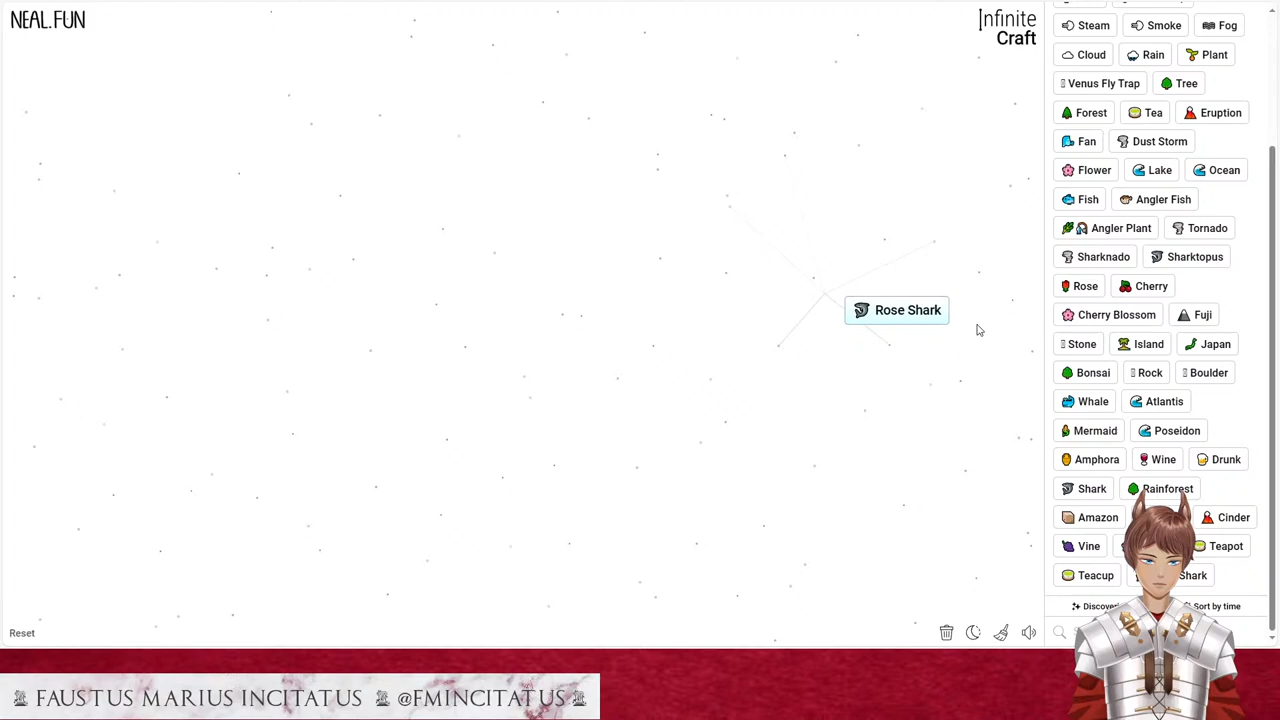 NEAL.FUN
Infinite
Craft
Steam Smoke Fog
Cloud Rain Plant
Venus Fly Trap Tree
Forest Tea Eruption
Fan Dust Storm
Flower Lake Ocean
Fish Angler Fish
Angler Plant Tornado
Sharknado Sharktopus
Rose Cherry
Rose Shark
Cherry Blossom Fuji
Stone Island Japan
Bonsai Rock Boulder
Whale Atlantis
Mermaid Poseidon
Amphora Wine Drunk
Shark Rainforest
Amazon Cinder
Vine Teapot
Teacup Shark
Sort by time
Reset
FAUSTUS MARIUS INCITATUS @FMINCITATUS